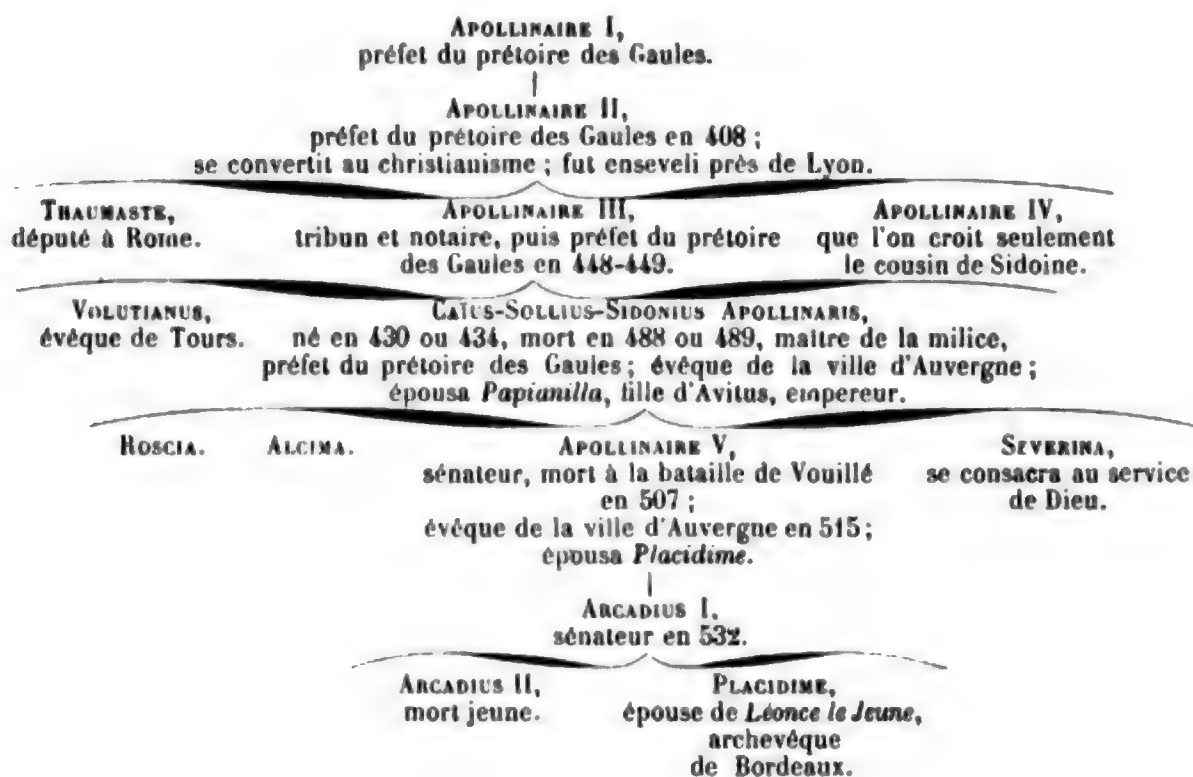 APOLLINAIRE I,
préfet du prétoire des Gaules.
APOLLINAIRE II,
préfet du prétoire des Gaules en 408 ;
se convertit au christianisme ; fut enseveli près de Lyon.
THAUMASTE,
député à Rome.
APOLLINAIRE III,
tribun et notaire, puis préfet du prétoire
des Gaules en 448-449.
APOLLINAIRE IV,
que l'on croit seulement
le cousin de Sidoine.
VOLUTIANUS,
évêque de Tours.
CAÏUS-SOLLIUS-SIDONIUS APOLLINARIS,
né en 430 ou 434, mort en 488 ou 489, maître de la milice,
préfet du prétoire des Gaules ; évêque de la ville d'Auvergne ;
épousa Papianilla, fille d'Avitus, empereur.
ROSCIA.
ALCIMA.
APOLLINAIRE V,
sénateur, mort à la bataille de Vouillé
en 507 ;
évêque de la ville d'Auvergne en 515 ;
épousa Placidime.
SEVERINA,
se consacra au service
de Dieu.
ARCADIUS I,
sénateur en 532.
ARCADIUS II,
mort jeune.
PLACIDIME,
épouse de Léonce le Jeune,
archevêque
de Bordeaux.